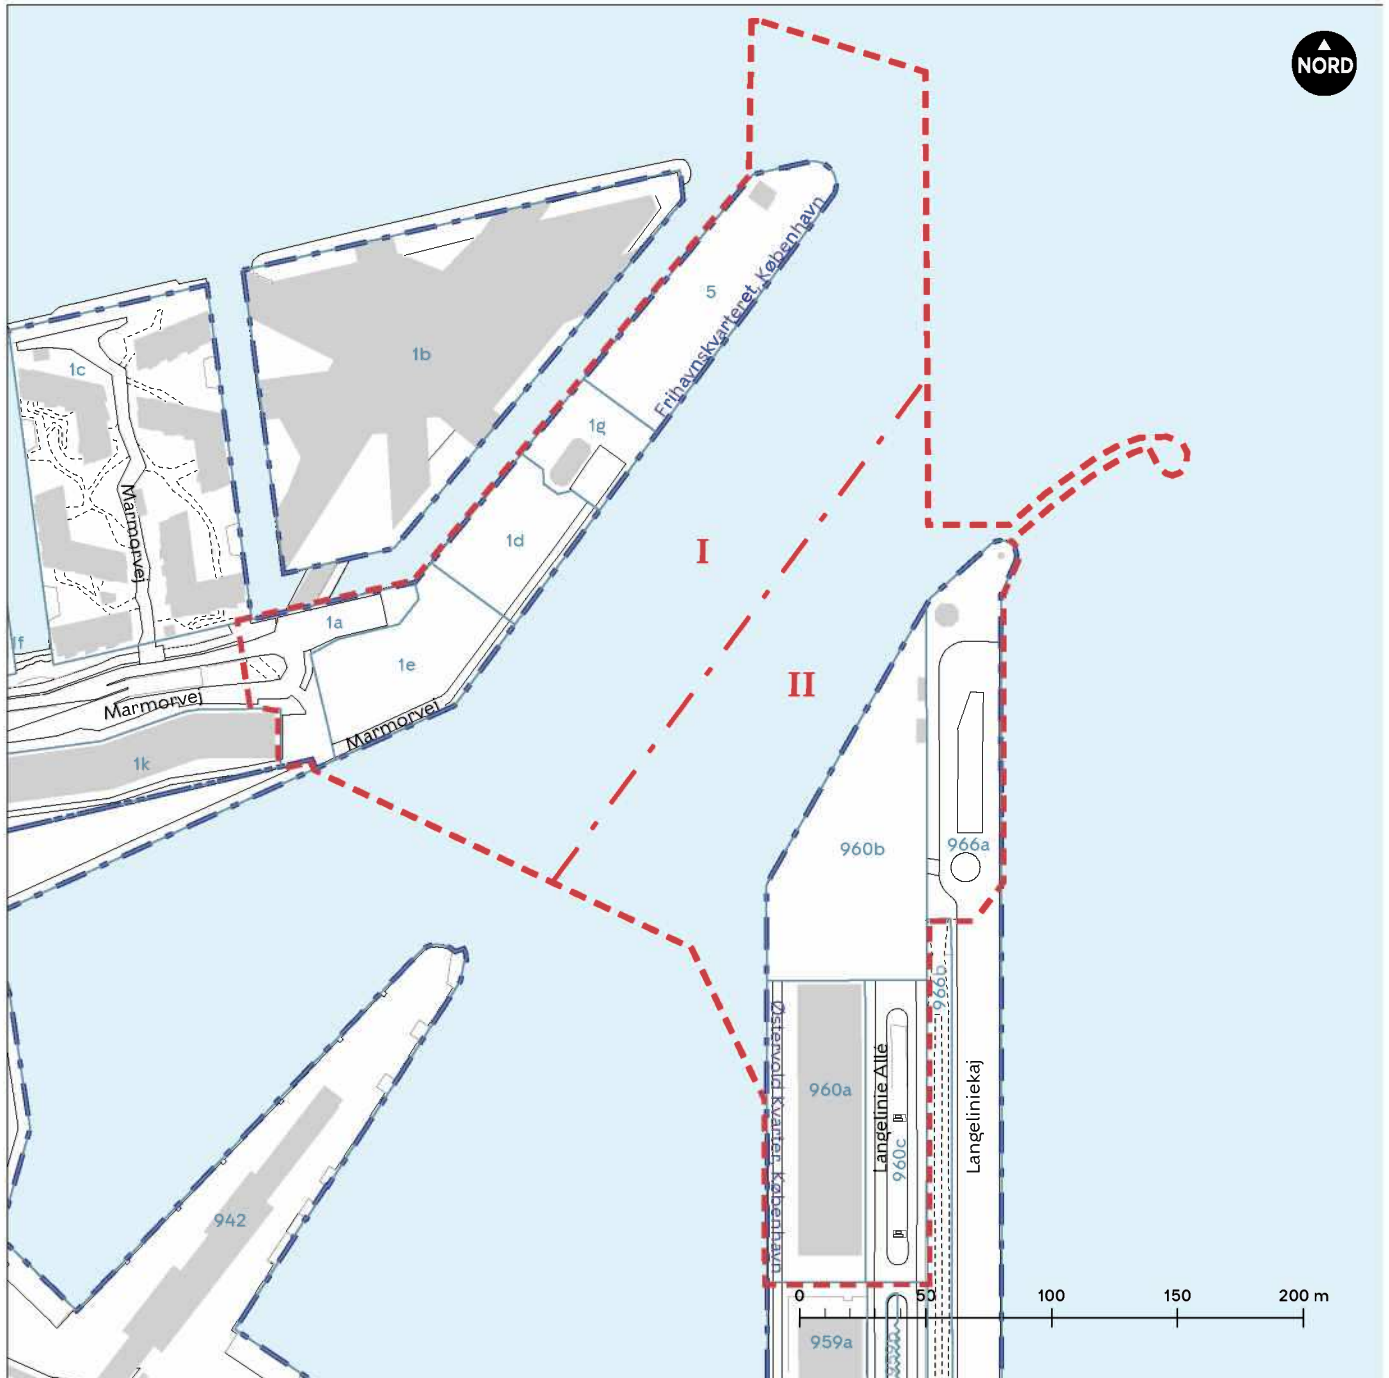 NORD
5
Frihavnskvarteret, København
1b
1c
1g
Marmorvej
1d
I
1a
1f
1e
II
Marmorvej
Marmorvej
1k
960b
966a
966b
Østervold Kvarter, København
960a
Langelinie Allé
960c
Langeliniekaj
942
0 50 100 150 200 m
959a